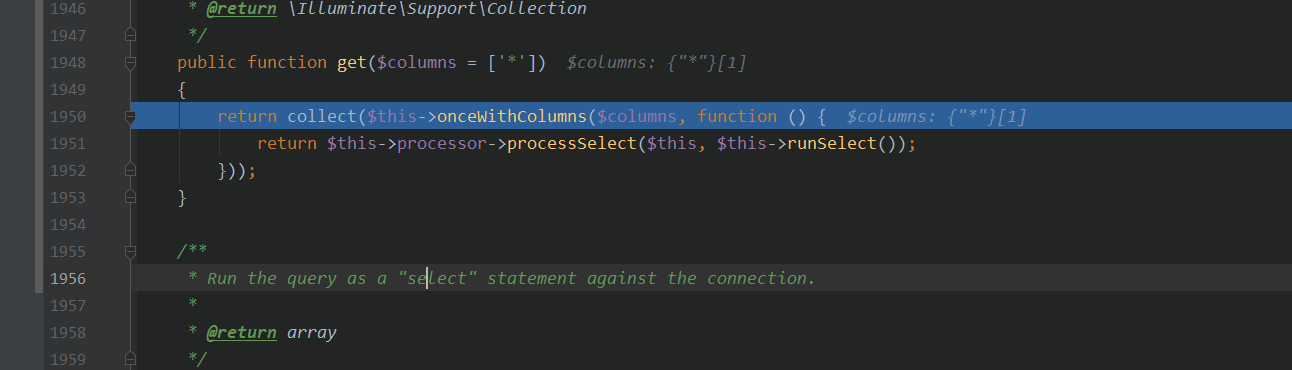 1946 * @return \Illuminate\Support\Collection
1947 */
1948 public function get($columns = ['*']) $columns: {"*"}[1]
1949 {
1950 return collect($this->onceWithColumns($columns, function () { $columns: {"*"}[1]
1951 return $this->processor->processSelect($this, $this->runSelect());
1952 }));
1953 }
1954
1955 /**
1956 * Run the query as a "select" statement against the connection.
1957 *
1958 * @return array
1959 */